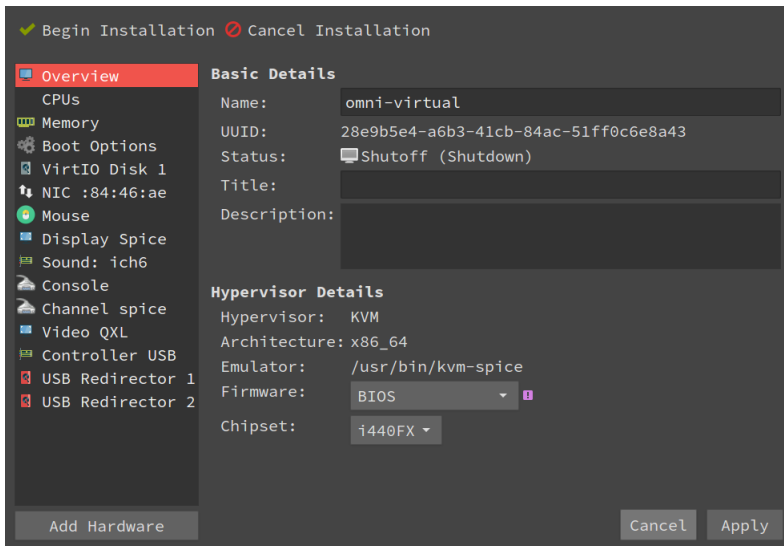 Begin Installation Cancel Installation
Overview
CPUs
Memory
Boot Options
VirtIO Disk 1
NIC :84:46:ae
Mouse
Display Spice
Sound: ich6
Console
Channel spice
Video QXL
Controller USB
USB Redirector 1
USB Redirector 2
Add Hardware
Basic Details
Name: omni-virtual
UUID: 28e9b5e4-a6b3-41cb-84ac-51ff0c6e8a43
Status: Shutoff (Shutdown)
Title:
Description:
Hypervisor Details
Hypervisor: KVM
Architecture: x86_64
Emulator: /usr/bin/kvm-spice
Firmware: BIOS
Chipset: i440FX
Cancel Apply